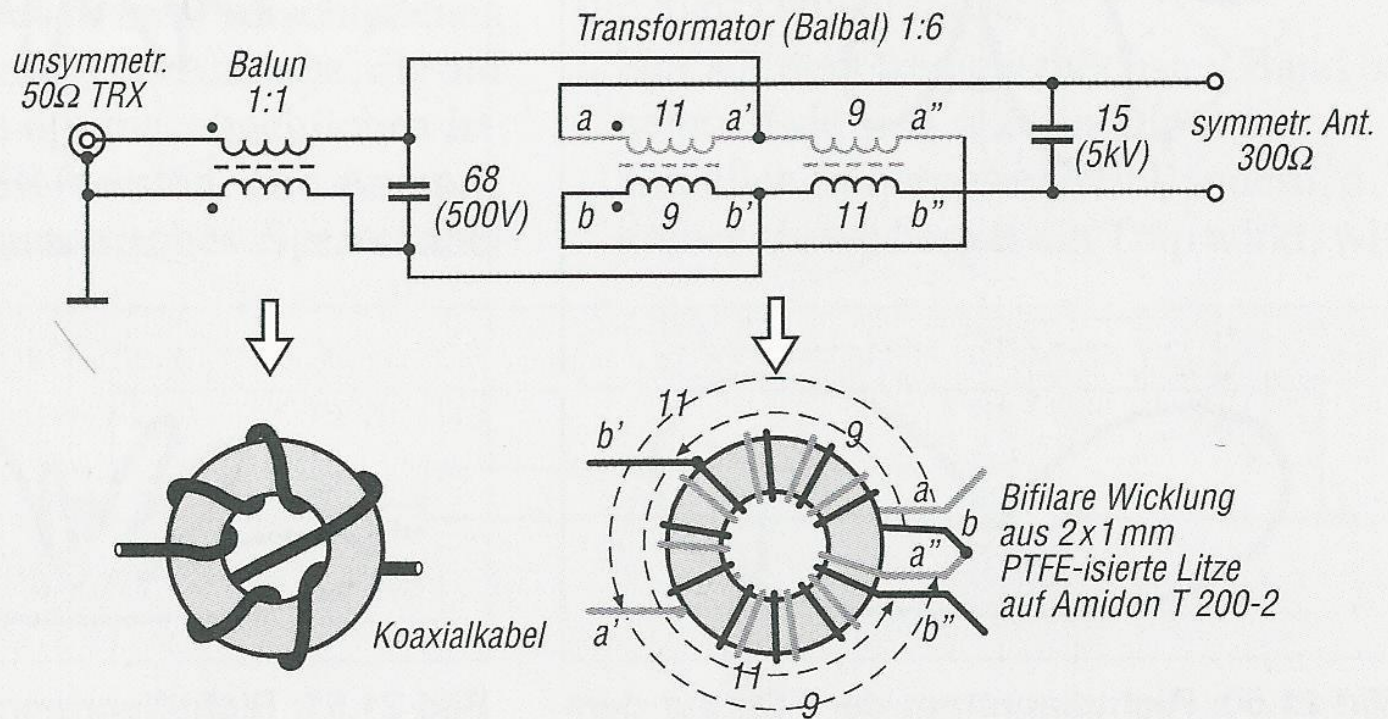 Transformator (Balbal) 1:6
unsymmetr.
50Ω TRX
Balun
1:1
68
(500V)
a
11
a'
9
a"
b
9
b'
11
b"
15
(5kV)
symmetr. Ant.
300Ω
Koaxialkabel
11
b'
9
a
b
a"
b"
a'
11
9
Bifilare Wicklung
aus 2x1mm
PTFE-isierte Litze
auf Amidon T 200-2